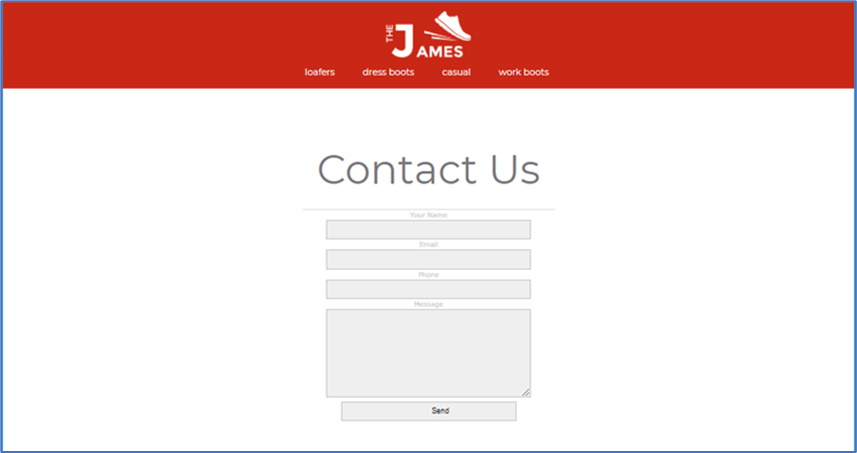 THE JAMES
loafers dress boots casual work boots
Contact Us
Your Name
Email
Phone
Message
Send